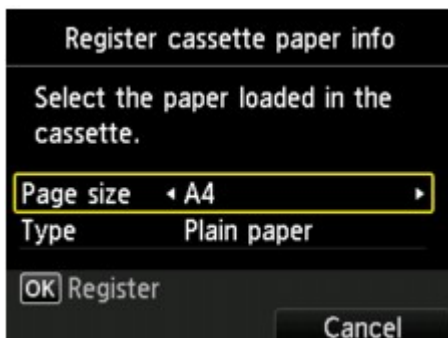 Register cassette paper info
Select the paper loaded in the
cassette.
Page size A4
Type Plain paper
OK Register
Cancel